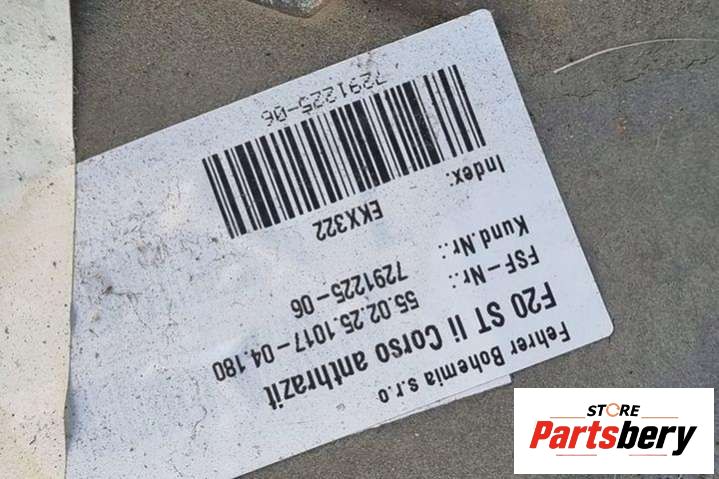 Fehrer Bohemia s.r.o
F20 ST li Corso anthrazit
FSF-Nr.: 55.02.25.1017-04.180
Kund.Nr.: 7291225-06
Index: EKX322
7291225-06
STORE
Partsbery